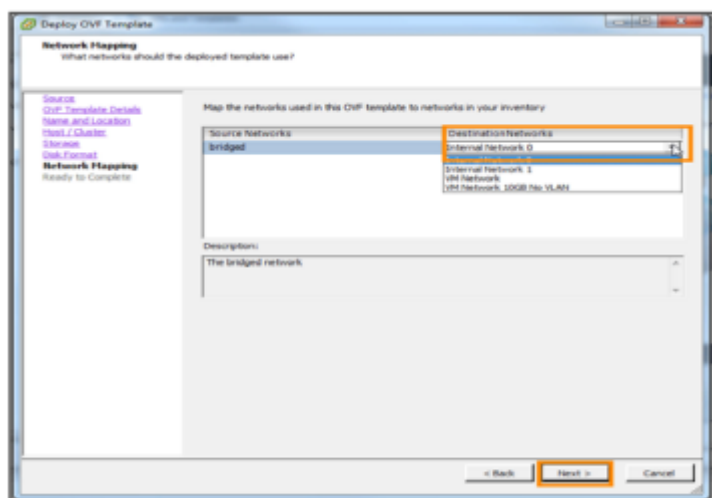 Deploy OVF Template
Network Mapping
What networks should the deployed template use?
Source
OVF Template Details
Name and Location
Host / Cluster
Storage
Disk Format
Network Mapping
Ready to Complete
Map the networks used in this OVF template to networks in your inventory
Source Networks DestinationNetworks
bridged Internal Network 0
Internal Network 1
VM Network
VM Network 10GB No VLAN
Description:
The bridged network
< Back Next > Cancel